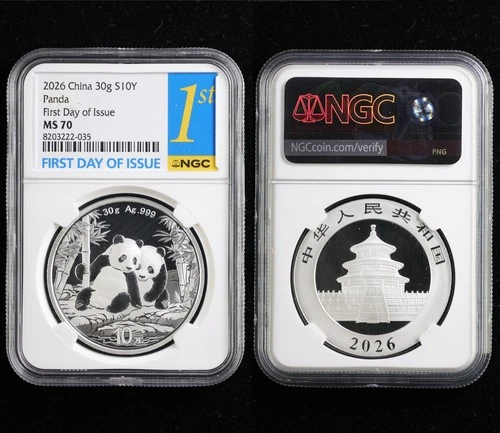 2026 China 30g S10Y
Panda
First Day of Issue
MS 70
8203222-035
FIRST DAY OF ISSUE
1st
NGC
30g Ag.999
10元
NGC
NGCcoin.com/verify
PNG
中华人民共和国
2026